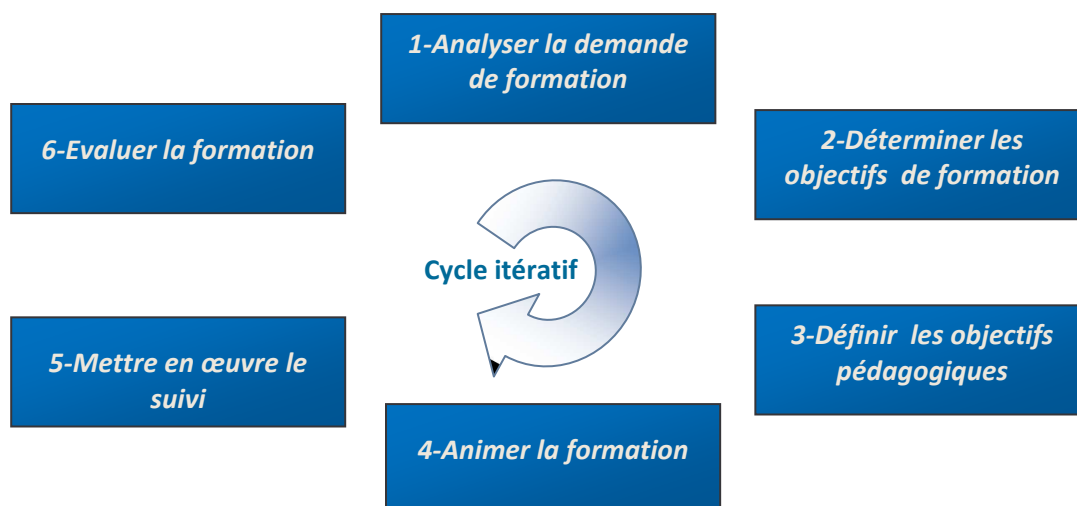 1-Analyser la demande
de formation
2-Déterminer les
objectifs de formation
3-Définir les objectifs
pédagogiques
4-Animer la formation
5-Mettre en œuvre le
suivi
6-Evaluer la formation
Cycle itératif